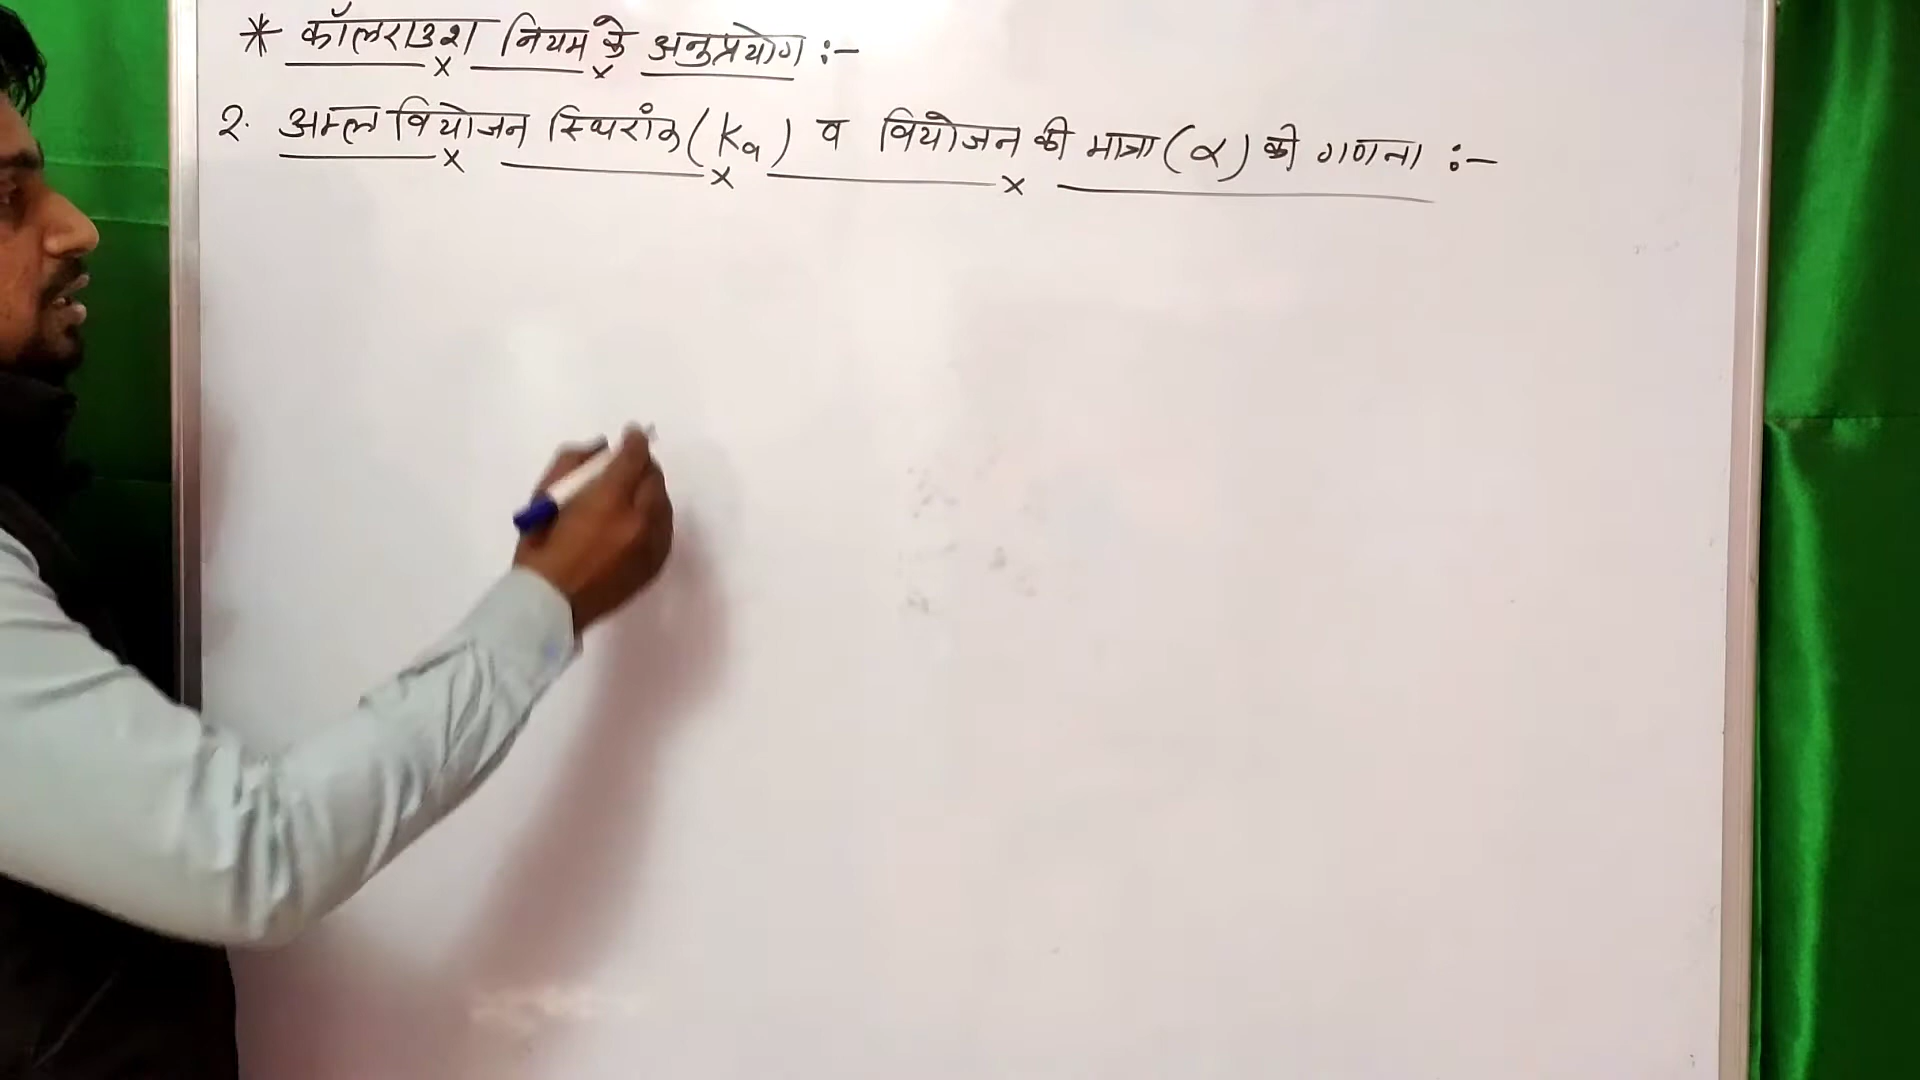 * कॉलराउश नियम के अनुप्रयोग :-
2. अम्ल वियोजन स्थिरांक (Ka) व वियोजन की मात्रा (α) की गणना :-